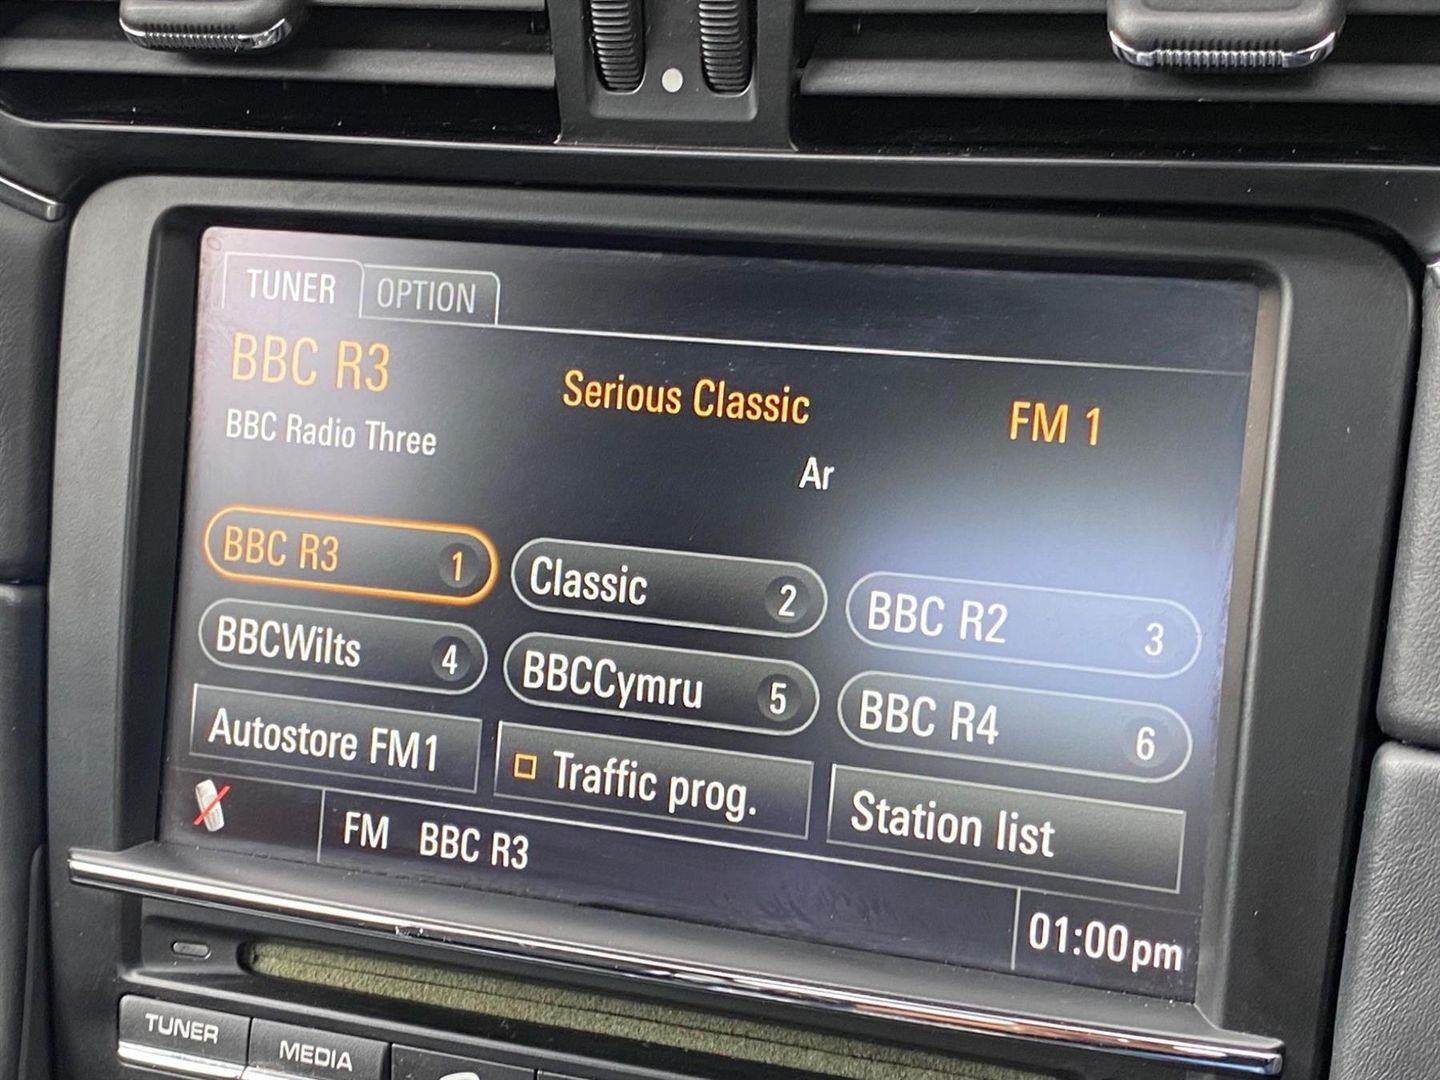 TUNER OPTION
BBC R3 Serious Classic FM 1
BBC Radio Three Ar
BBC R3 1 Classic 2 BBC R2 3
BBCWilts 4 BBCCymru 5 BBC R4 6
Autostore FM1 Traffic prog. Station list
FM BBC R3 01:00pm
TUNER MEDIA